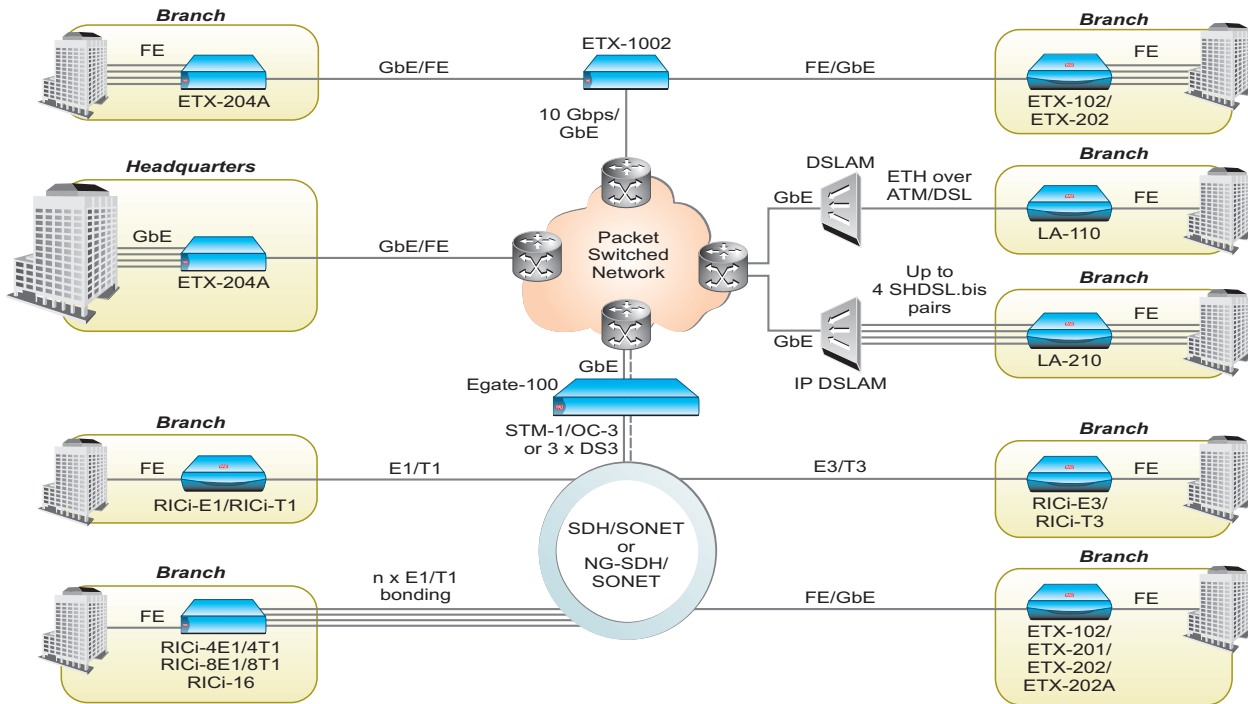 Branch
FE
ETX-204A
GbE/FE
ETX-1002
10 Gbps/
GbE
FE/GbE
Branch
FE
ETX-102/
ETX-202
Headquarters
GbE
ETX-204A
GbE/FE
Packet
Switched
Network
DSLAM
GbE
ETH over
ATM/DSL
Branch
FE
LA-110
Up to
4 SHDSL.bis
pairs
GbE
IP DSLAM
Branch
FE
LA-210
GbE
Egate-100
STM-1/OC-3
or 3 x DS3
Branch
FE
RICi-E1/RICi-T1
E1/T1
SDH/SONET
or
NG-SDH/
SONET
E3/T3
Branch
FE
RICi-E3/
RICi-T3
Branch
FE
RICi-4E1/4T1
RICi-8E1/8T1
RICi-16
n x E1/T1
bonding
FE/GbE
Branch
FE
ETX-102/
ETX-201/
ETX-202/
ETX-202A